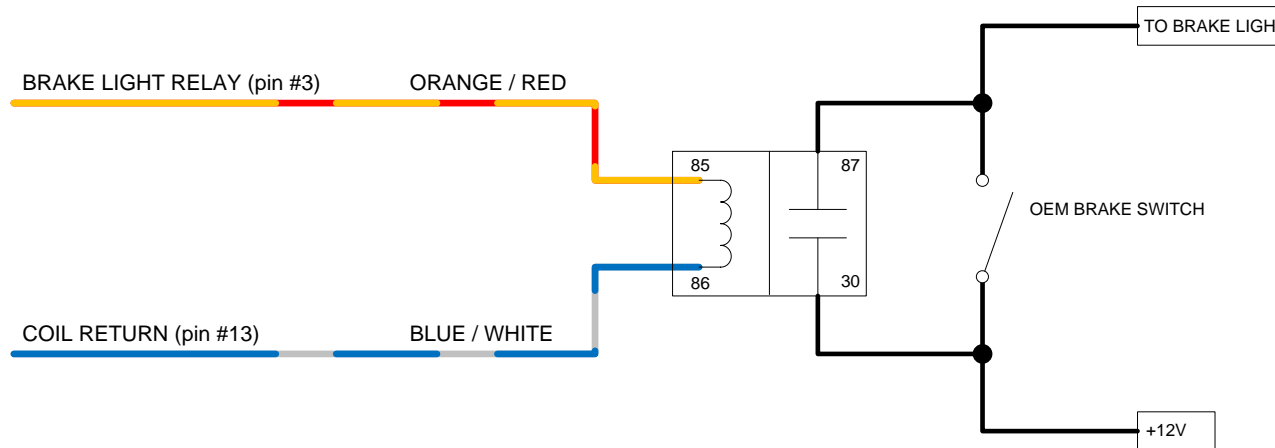 TO BRAKE LIGH
BRAKE LIGHT RELAY (pin #3) ORANGE / RED
85 87
OEM BRAKE SWITCH
86 30
COIL RETURN (pin #13) BLUE / WHITE
+12V